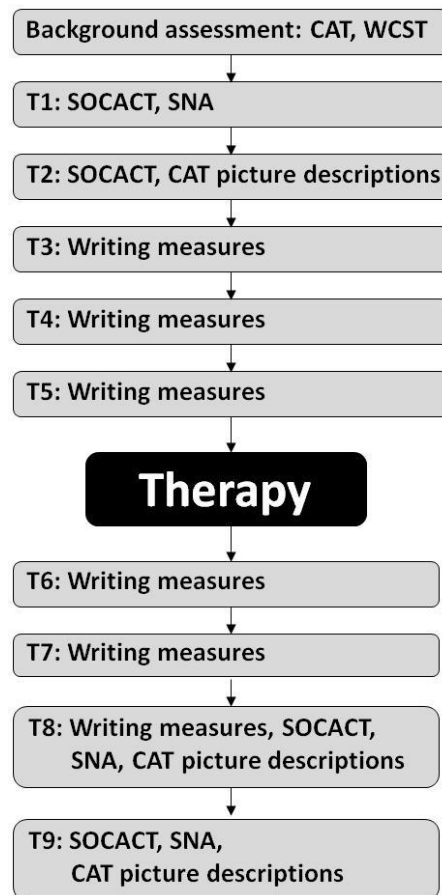 Background assessment: CAT, WCST
T1: SOCACT, SNA
T2: SOCACT, CAT picture descriptions
T3: Writing measures
T4: Writing measures
T5: Writing measures
Therapy
T6: Writing measures
T7: Writing measures
T8: Writing measures, SOCACT,
SNA, CAT picture descriptions
T9: SOCACT, SNA,
CAT picture descriptions